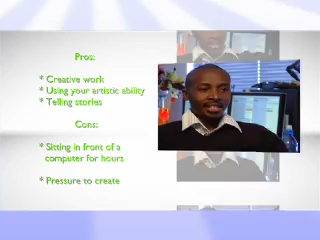 Pros:
* Creative work
* Using your artistic ability
* Telling stories
Cons:
* Sitting in front of a
computer for hours
* Pressure to create